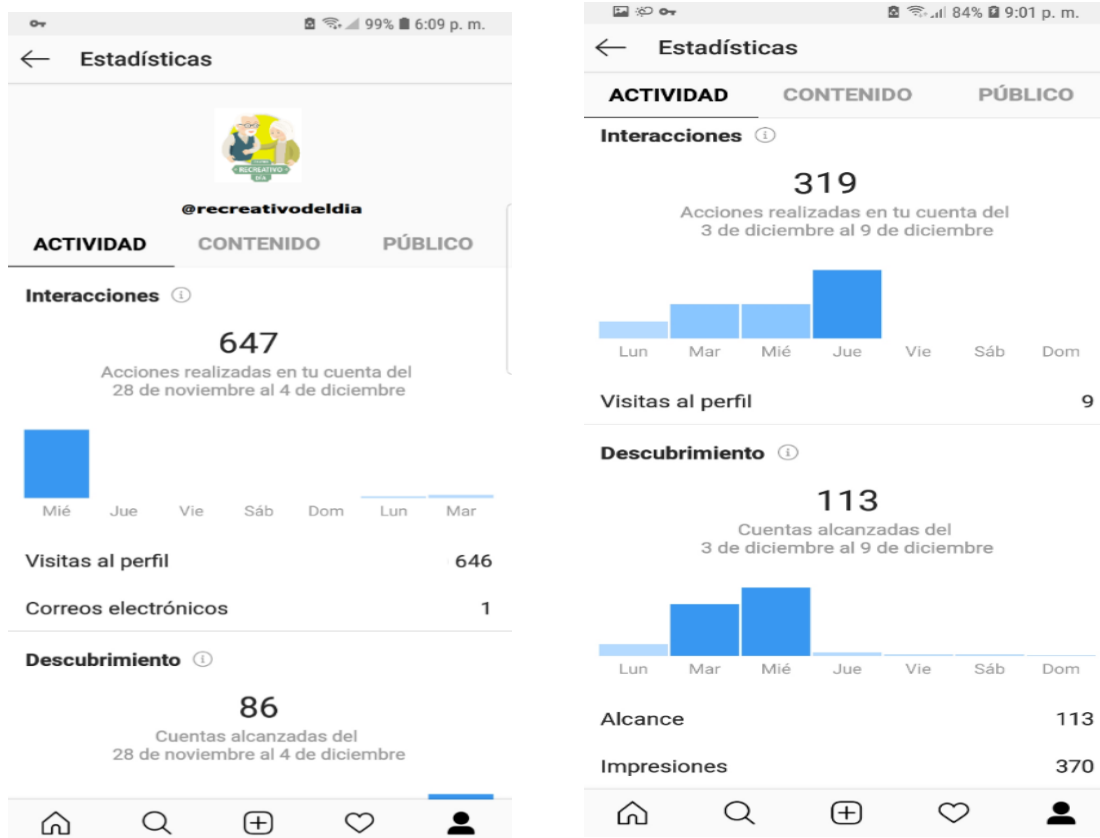 99% 6:09 p. m.
Estadísticas
RECREATIVO
@recreativodeldia
ACTIVIDAD CONTENIDO PÚBLICO
Interacciones
647
Acciones realizadas en tu cuenta del
28 de noviembre al 4 de diciembre
Mié Jue Vie Sáb Dom Lun Mar
Visitas al perfil 646
Correos electrónicos 1
Descubrimiento
86
Cuentas alcanzadas del
28 de noviembre al 4 de diciembre
84% 9:01 p. m.
Estadísticas
ACTIVIDAD CONTENIDO PÚBLICO
Interacciones
319
Acciones realizadas en tu cuenta del
3 de diciembre al 9 de diciembre
Lun Mar Mié Jue Vie Sáb Dom
Visitas al perfil 9
Descubrimiento
113
Cuentas alcanzadas del
3 de diciembre al 9 de diciembre
Lun Mar Mié Jue Vie Sáb Dom
Alcance 113
Impresiones 370